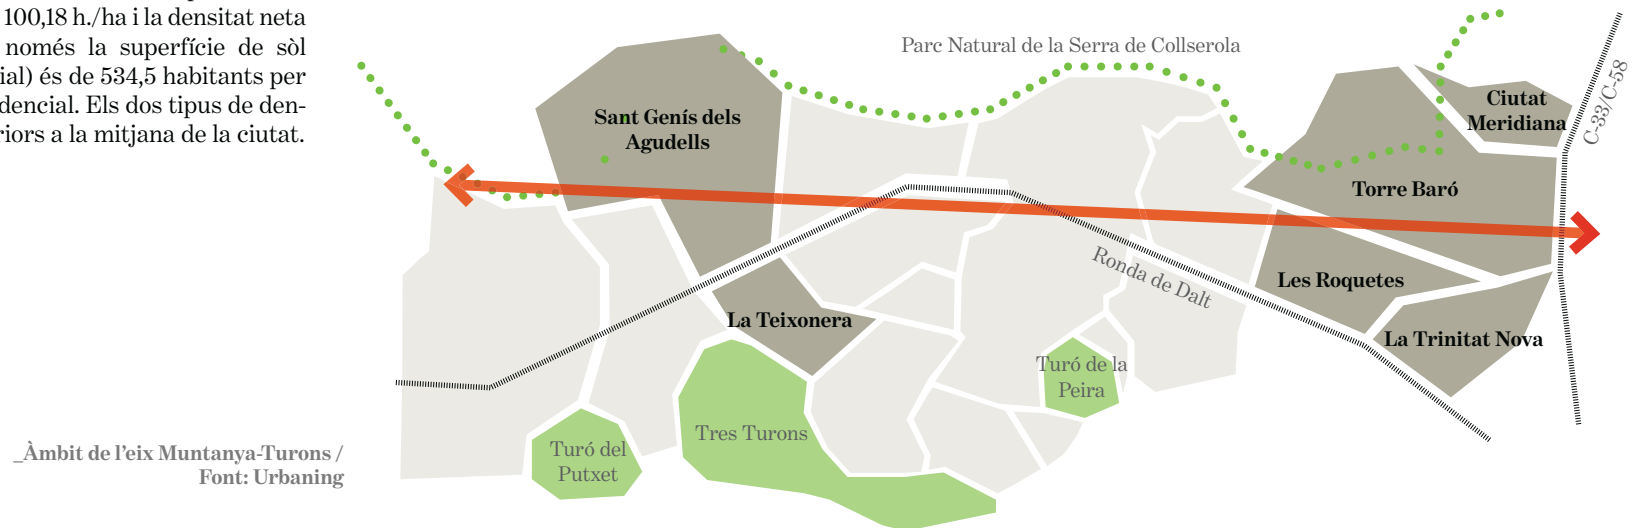 100,18 h./ha i la densitat neta
només la superfície de sòl
ial) és de 534,5 habitants per
dencial. Els dos tipus de den-
riors a la mitjana de la ciutat.
Parc Natural de la Serra de Collserola
C-33/C-58
Ciutat
Meridiana
Sant Genís dels
Agudells
Torre Baró
Ronda de Dalt
Les Roquetes
La Teixonera
La Trinitat Nova
Turó de la
Peira
Tres Turons
Turó del
Putxet
_Àmbit de l'eix Muntanya-Turons /
Font: Urbaning